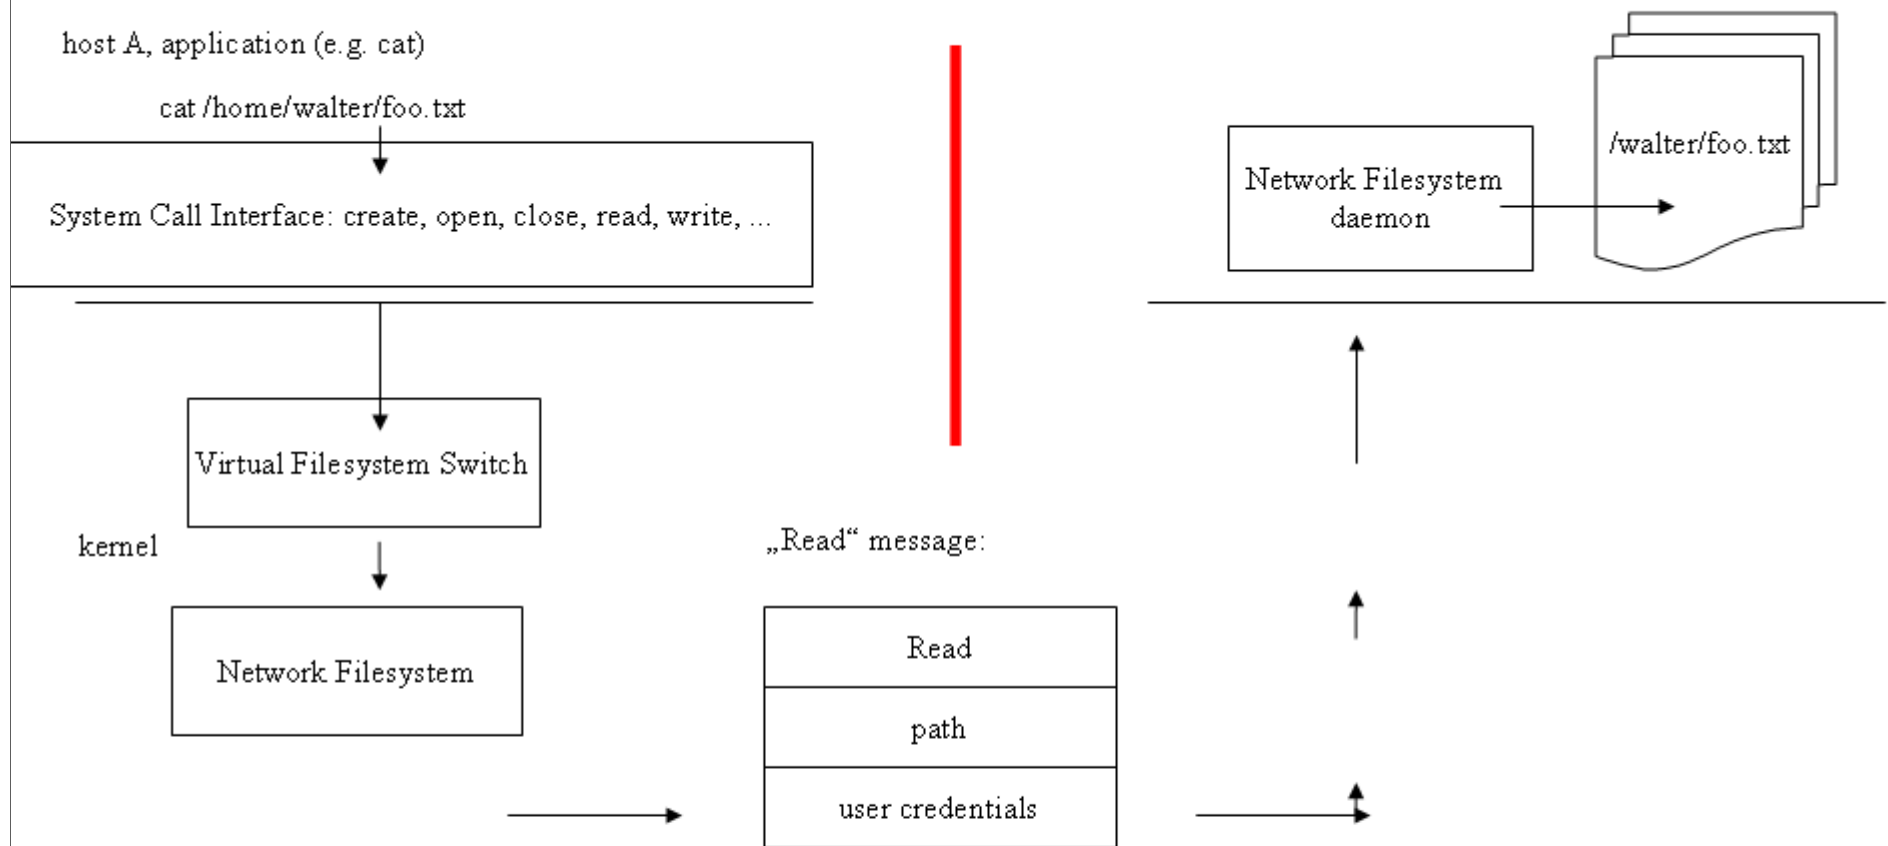 host A, application (e.g. cat)
cat /home/walter/foo.txt
System Call Interface: create, open, close, read, write, ...
Virtual Filesystem Switch
kernel
Network Filesystem
„Read“ message:
Read
path
user credentials
Network Filesystem
daemon
/walter/foo.txt